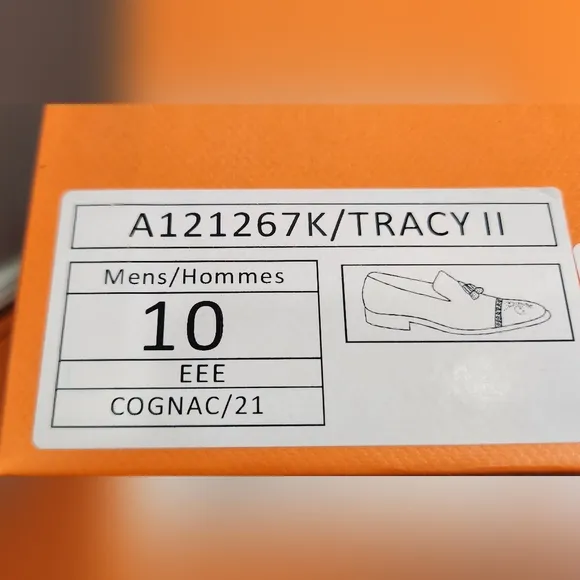 A121267K/TRACY II
Mens/Hommes
10
EEE
COGNAC/21